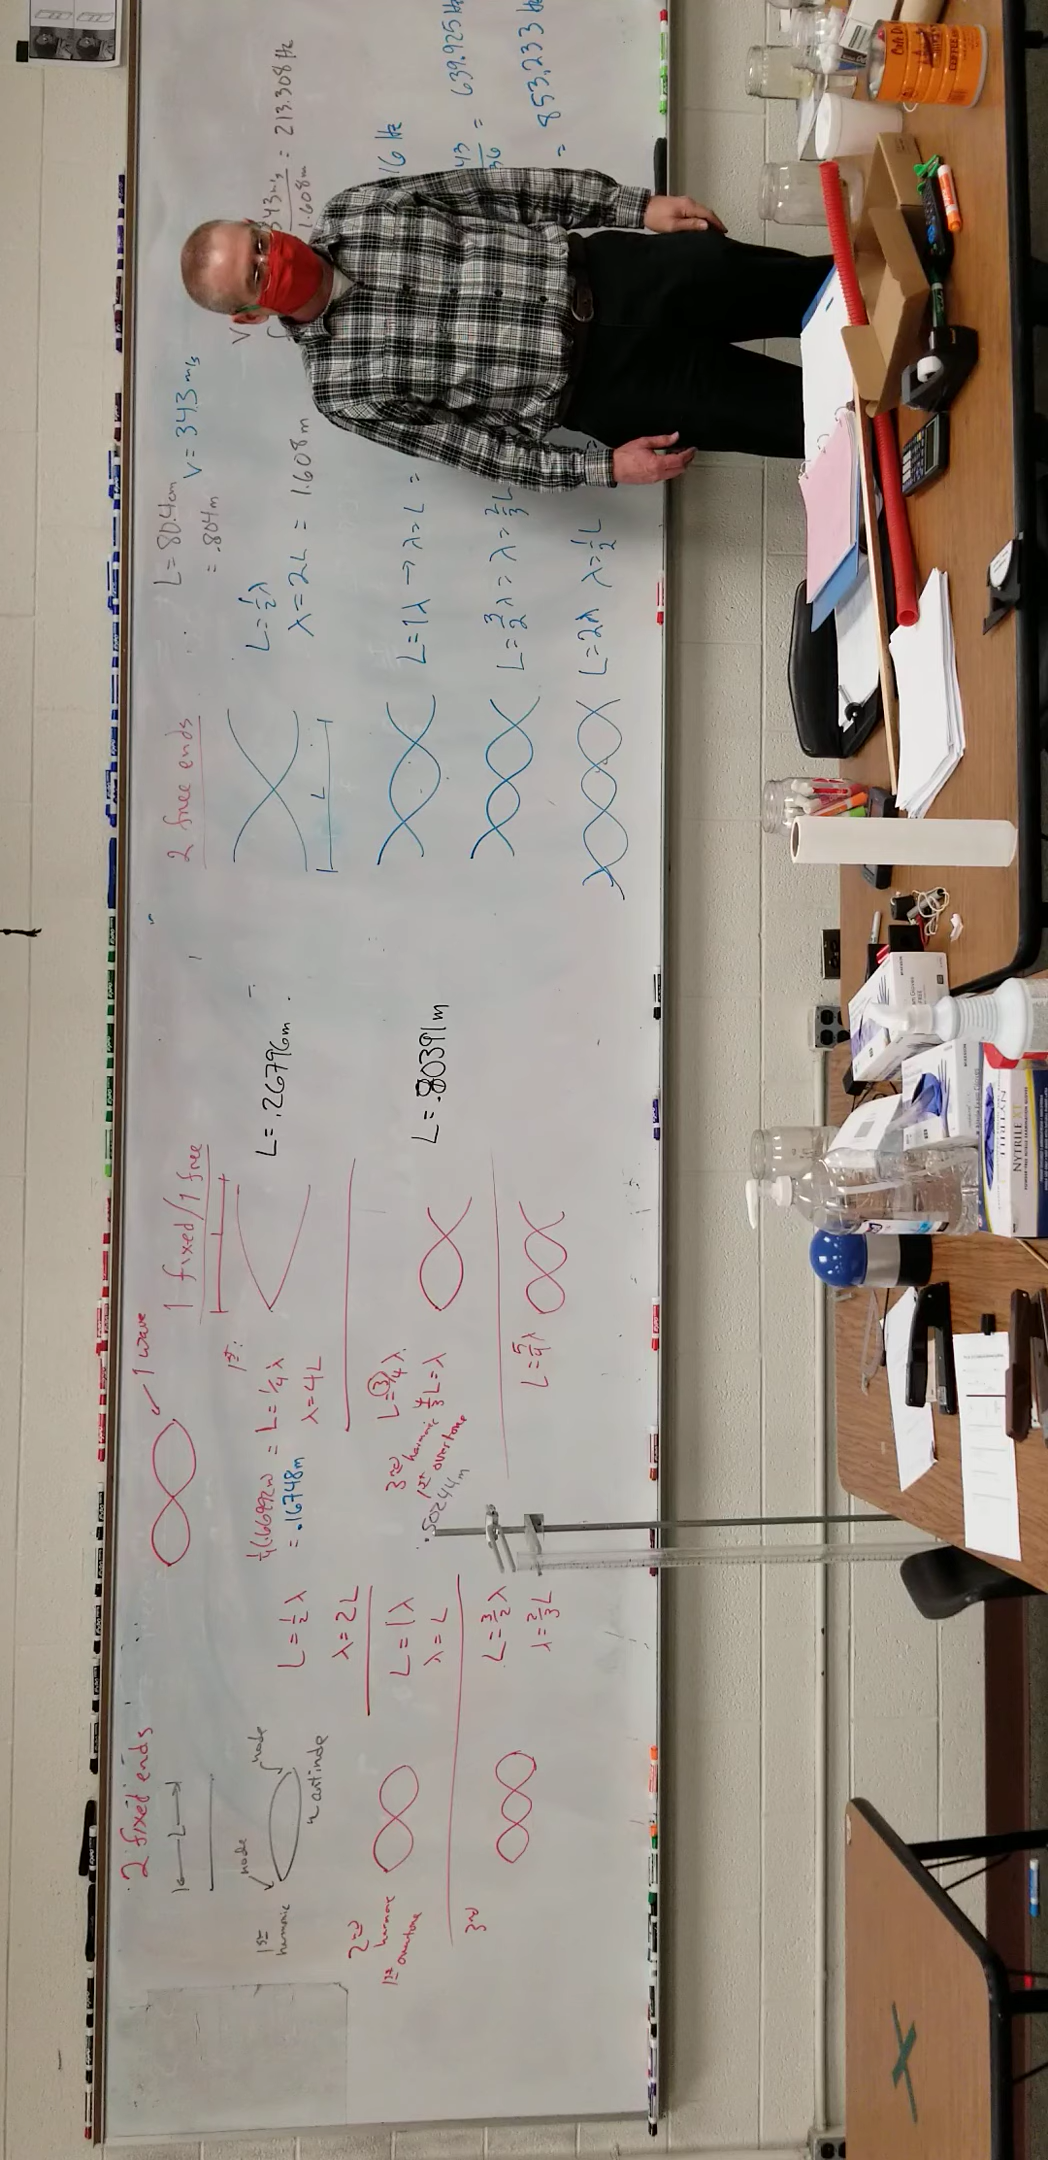 2 fixed ends
L
node
node
antinode
1st
harmonic
L = 1/2 λ
λ = 2L
2nd
harmonic
1st overtone
L = 1λ
λ = L
3rd
L = 3/2 λ
λ = 2/3 L
1 wave
1 fixed/1 free
L
1st:
= L = 1/4 λ
= .16748m
λ = 4L
L = .26796m
3rd
harmonic
1st overtone
L = 3/4 λ
4/3 L = λ
.50244m
L = .80391m
L = 5/4 λ
2 free ends
L = 80.4cm
= .804m
V = 343 m/s
L = 1/2 λ
λ = 2L = 1.608m
L
343 m/s
1.608m
= 213.308 Hz
L = 1λ → λ = L =
16 Hz
L = 3/2 λ = λ = 2/3 L
43
36
= 639.925 Hz
L = 2λ λ = 1/2 L
= 853.233 Hz
NYTRILE XT